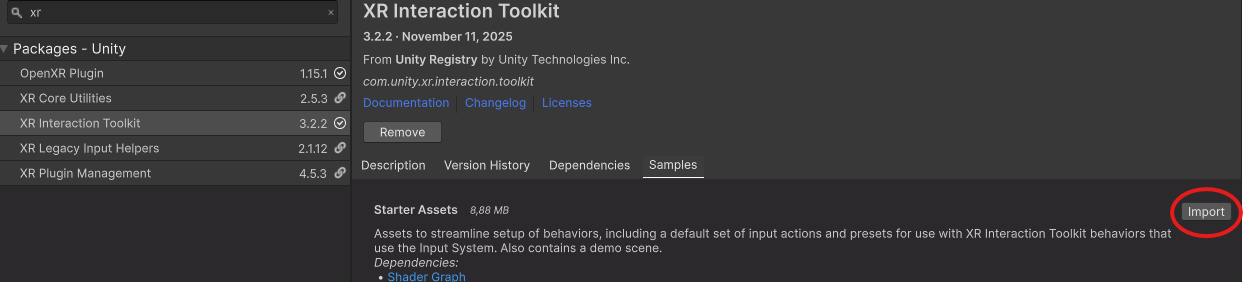 xr
Packages - Unity
OpenXR Plugin 1.15.1
XR Core Utilities 2.5.3
XR Interaction Toolkit 3.2.2
XR Legacy Input Helpers 2.1.12
XR Plugin Management 4.5.3
XR Interaction Toolkit
3.2.2 · November 11, 2025
From Unity Registry by Unity Technologies Inc.
com.unity.xr.interaction.toolkit
Documentation Changelog Licenses
Remove
Description Version History Dependencies Samples
Starter Assets 8,88 MB
Import
Assets to streamline setup of behaviors, including a default set of input actions and presets for use with XR Interaction Toolkit behaviors that
use the Input System. Also contains a demo scene.
Dependencies:
• Shader Graph